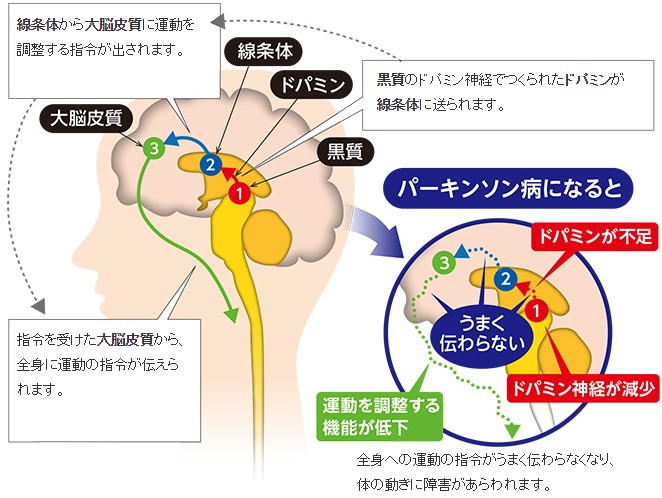 線条体から大脳皮質に運動を
調整する指令が出されます。
線条体
ドパミン
大脳皮質
黒質
黒質のドパミン神経でつくられたドパミンが
線条体に送られます。
3
2
1
指令を受けた大脳皮質から、
全身に運動の指令が伝えら
れます。
パーキンソン病になると
ドパミンが不足
3
2
1
うまく
伝わらない
ドパミン神経が減少
運動を調整する
機能が低下
全身への運動の指令がうまく伝わらなくなり、
体の動きに障害があらわれます。